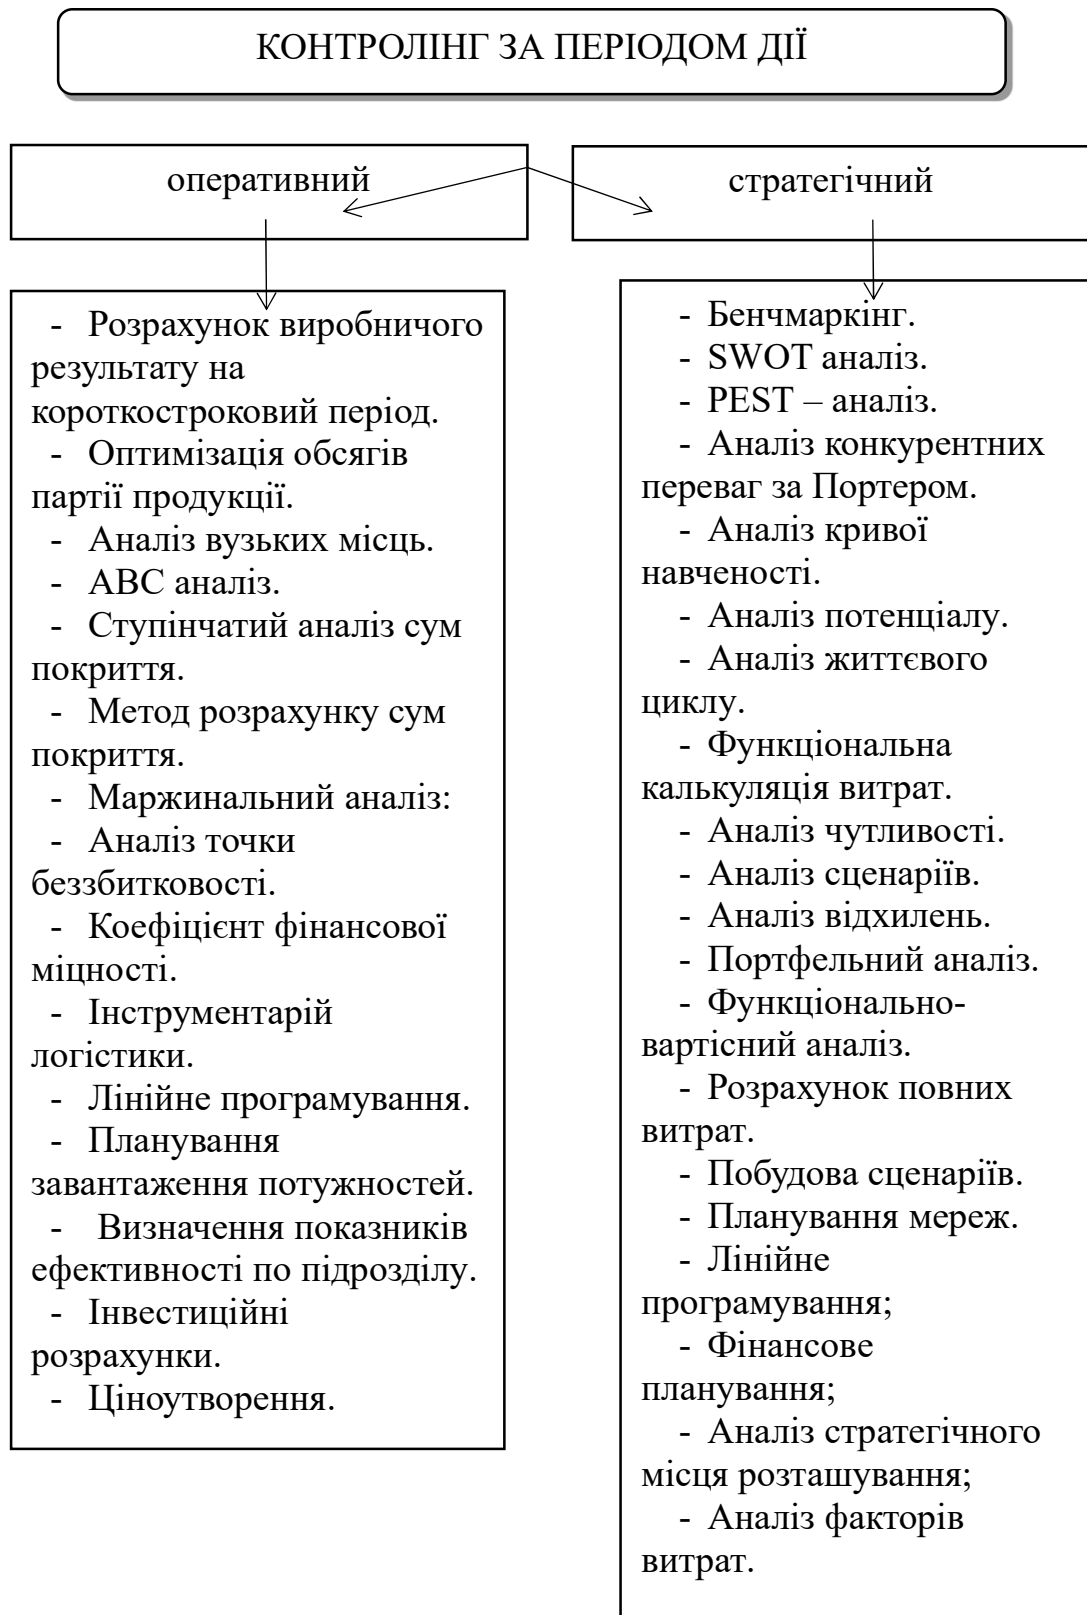 КОНТРОЛІНГ ЗА ПЕРІОДОМ ДІЇ
оперативний
- Розрахунок виробничого
результату на
короткостроковий період.
- Оптимізація обсягів
партії продукції.
- Аналіз вузьких місць.
- АВС аналіз.
- Ступінчатий аналіз сум
покриття.
- Метод розрахунку сум
покриття.
- Маржинальний аналіз:
- Аналіз точки
беззбитковості.
- Коефіцієнт фінансової
міцності.
- Інструментарій
логістики.
- Лінійне програмування.
- Планування
завантаження потужностей.
- Визначення показників
ефективності по підрозділу.
- Інвестиційні
розрахунки.
- Ціноутворення.
стратегічний
- Бенчмаркінг.
- SWOT аналіз.
- PEST – аналіз.
- Аналіз конкурентних
переваг за Портером.
- Аналіз кривої
навченості.
- Аналіз потенціалу.
- Аналіз життєвого
циклу.
- Функціональна
калькуляція витрат.
- Аналіз чутливості.
- Аналіз сценаріїв.
- Аналіз відхилень.
- Портфельний аналіз.
- Функціонально-
вартісний аналіз.
- Розрахунок повних
витрат.
- Побудова сценаріїв.
- Планування мереж.
- Лінійне
програмування;
- Фінансове
планування;
- Аналіз стратегічного
місця розташування;
- Аналіз факторів
витрат.